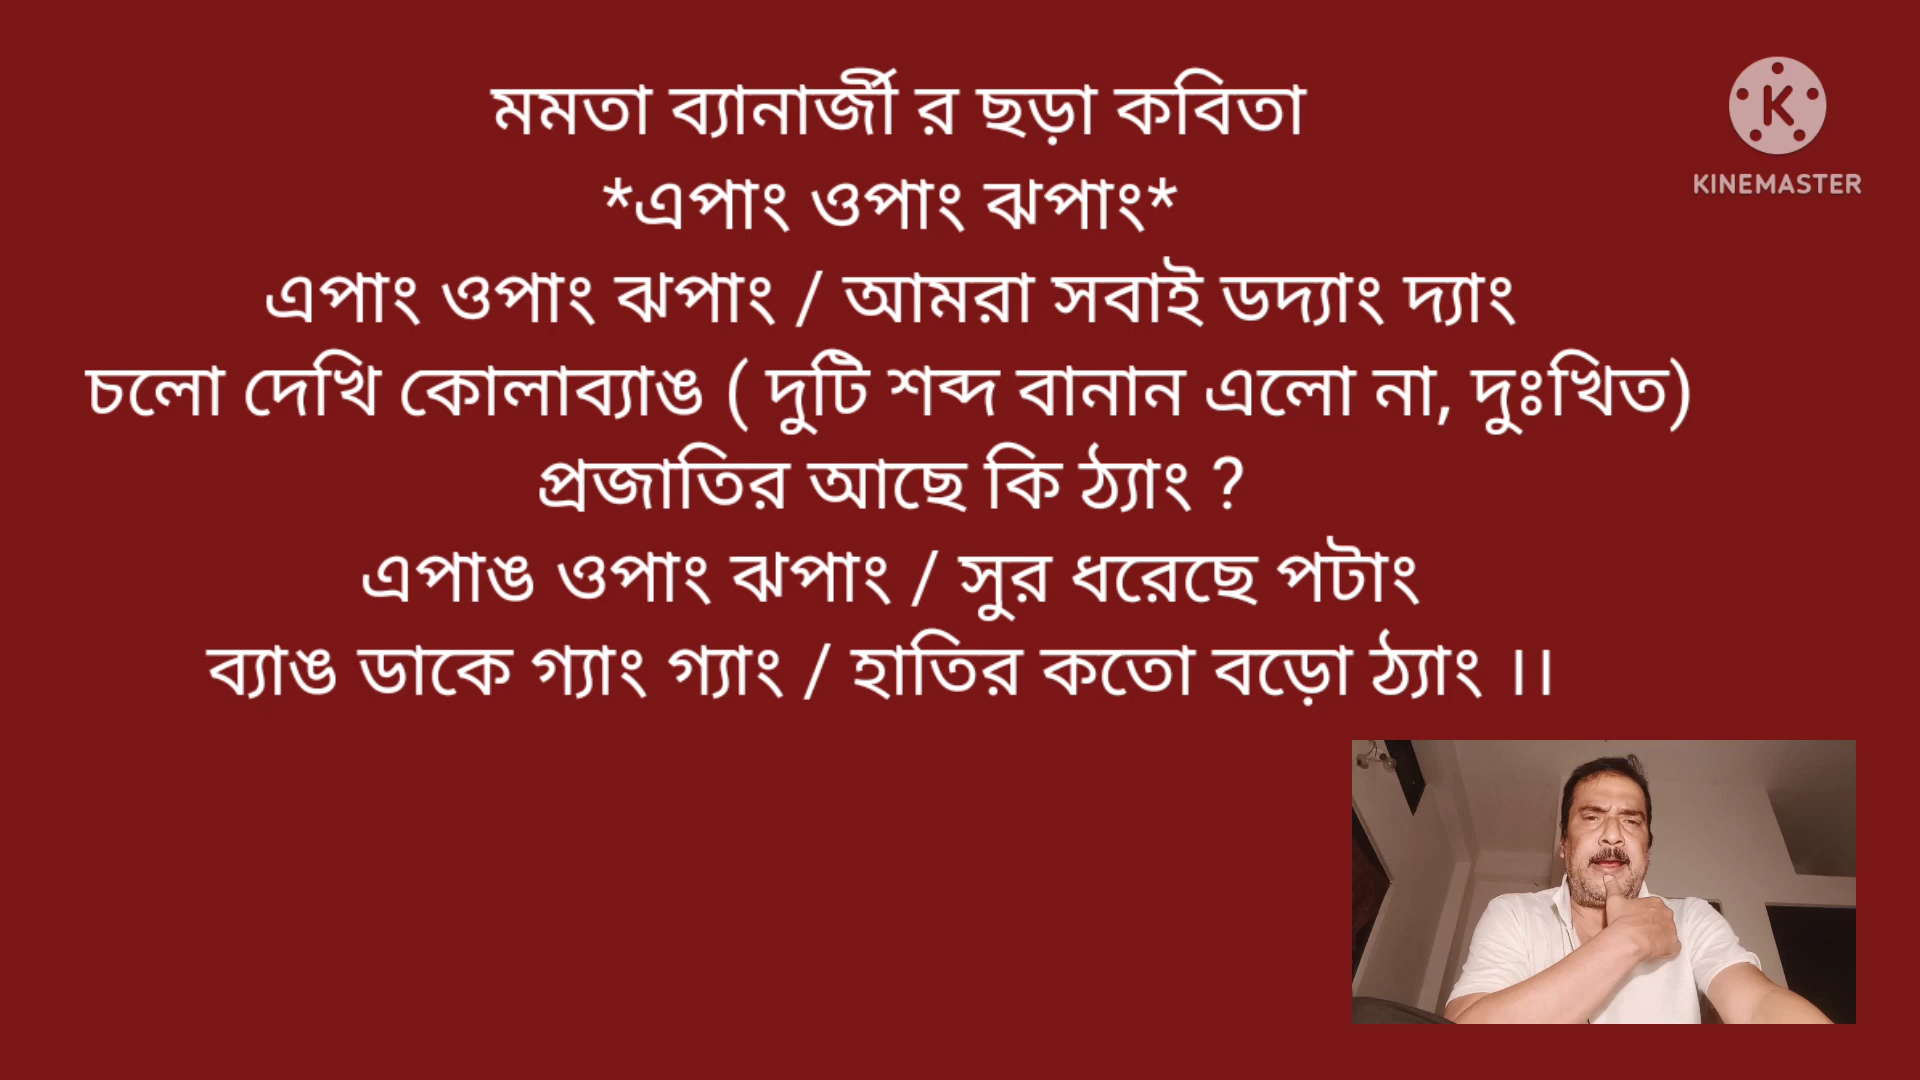 মমতা ব্যানার্জী র ছড়া কবিতা
*এপাং ওপাং ঝপাং*
এপাং ওপাং ঝপাং / আমরা সবাই ডদ্যাং দ্যাং
চলো দেখি কোলাব্যাঙ ( দুটি শব্দ বানান এলো না, দুঃখিত)
প্রজাতির আছে কি ঠ্যাং ?
এপাঙ ওপাং ঝপাং / সুর ধরেছে পটাং
ব্যাঙ ডাকে গ্যাং গ্যাং / হাতির কতো বড়ো ঠ্যাং ।।
K
KINEMASTER